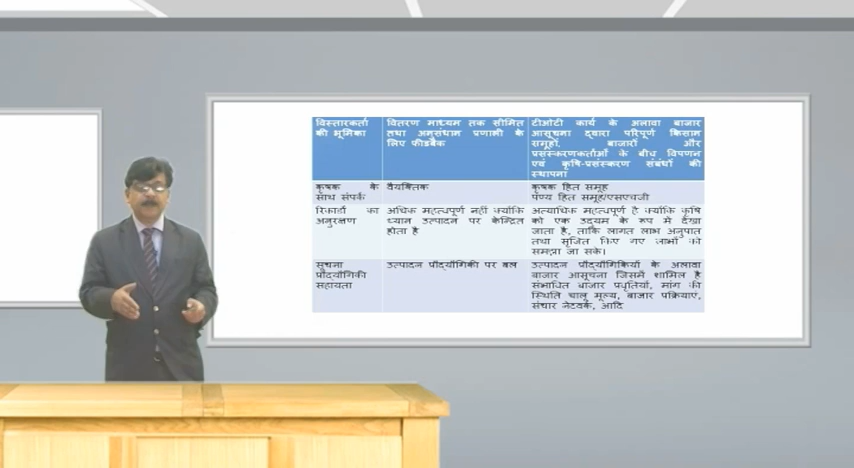 विस्तारकर्ता की भूमिका
वितरण माध्यम तक सीमित तथा अनुसंधान प्रणाली के लिए फीडबैक
टीओटी कार्य के अलावा बाजार आसूचना द्वारा परिपूर्ण किसान समूहों, बाजारों और प्रसंस्करणकर्ताओं के बीच विपणन एवं कृषि-प्रसंस्करण संबंधों की स्थापना
कृषक के साथ संपर्क
वैयक्तिक
कृषक हित समूह
पण्य हित समूह/एसएचजी
रिकार्डों का अनुरक्षण
अधिक महत्वपूर्ण नहीं क्योंकि ध्यान उत्पादन पर केन्द्रित होता है
अत्याधिक महत्वपूर्ण है क्योंकि कृषि को एक उद्यम के रूप में देखा जाता है, ताकि लागत लाभ अनुपात तथा सृजित किए गए लाभों को समझा जा सके।
सूचना प्रौद्योगिकी सहायता
उत्पादन प्रौद्योगिकी पर बल
उत्पादन प्रौद्योगिकियों के अलावा बाजार आसूचना जिसमें शामिल है संभावित बाजार प्रवृतियां, मांग की स्थिति चालू मूल्य, बाजार प्रक्रियाएं, संचार नेटवर्क, आदि